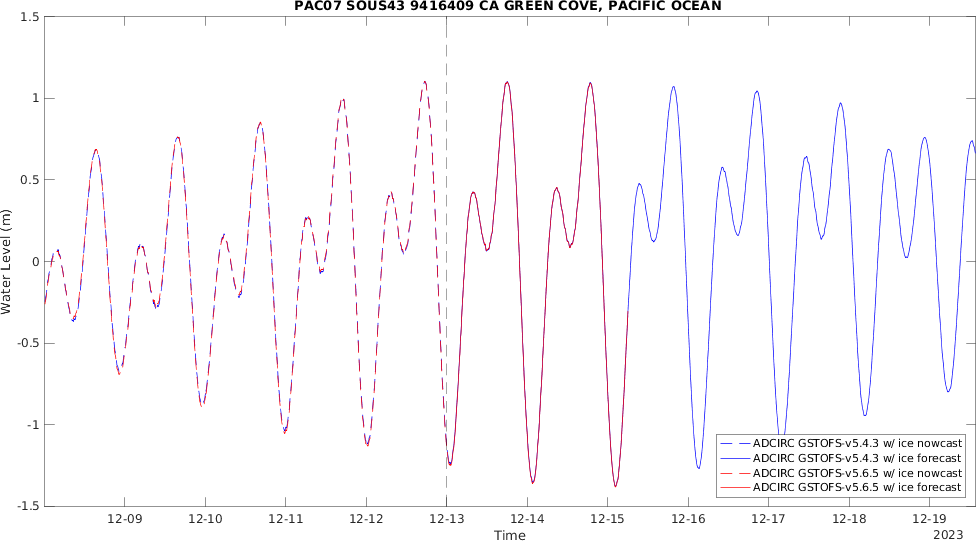 PAC07 SOUS43 9416409 CA GREEN COVE, PACIFIC OCEAN
1.5
1
0.5
0
-0.5
-1
-1.5
Water Level (m)
ADCIRC GSTOFS-v5.4.3 w/ ice nowcast
ADCIRC GSTOFS-v5.4.3 w/ ice forecast
ADCIRC GSTOFS-v5.6.5 w/ ice nowcast
ADCIRC GSTOFS-v5.6.5 w/ ice forecast
12-09 12-10 12-11 12-12 12-13 12-14 12-15 12-16 12-17 12-18 12-19
Time
2023